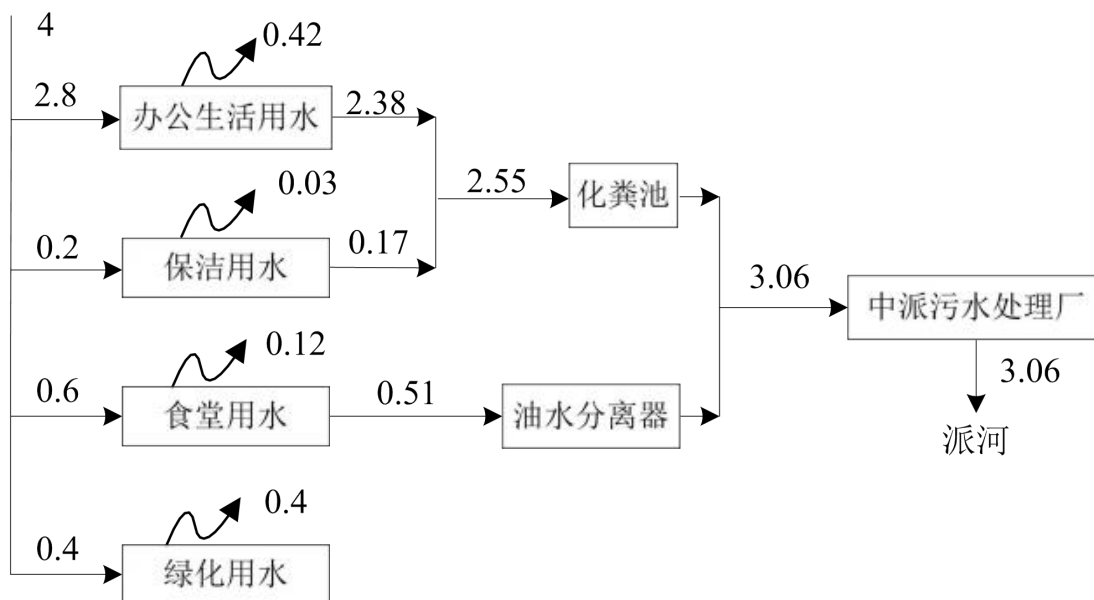 4
0.42
2.8
办公生活用水
2.38
0.03
2.55
化粪池
0.2
保洁用水
0.17
3.06
中派污水处理厂
0.12
0.6
食堂用水
0.51
油水分离器
3.06
派河
0.4
0.4
绿化用水